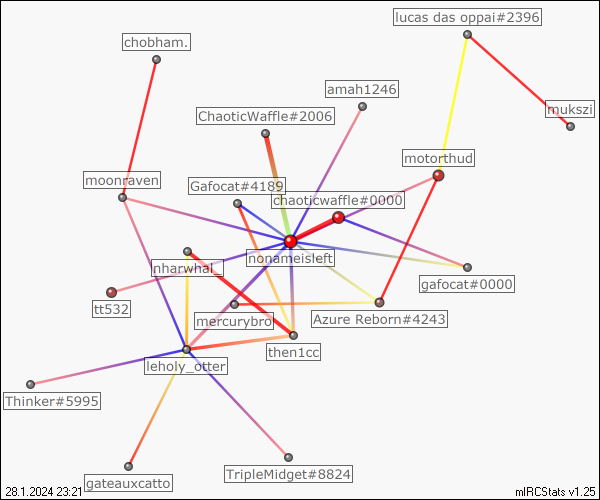 lucas das oppai#2396
chobham.
amah1246
mukszi
ChaoticWaffle#2006
motorthud
moonraven
Gafocat#4189
chaoticwaffle#0000
nonameisleft
nharwhal_
gafocat#0000
tt532
mercurybro
Azure Reborn#4243
then1cc
leholy_otter
Thinker#5995
TripleMidget#8824
gateauxcatto
28.1.2024 23:21
mIRCStats v1.25